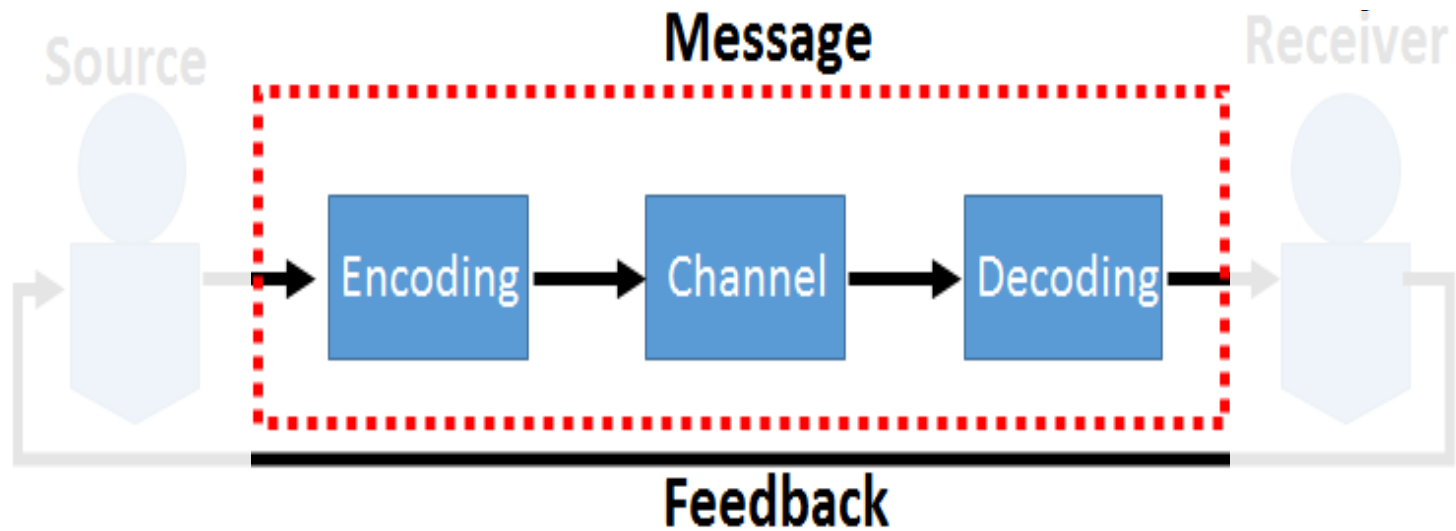 Message
Source
Receiver
Encoding
Channel
Decoding
Feedback